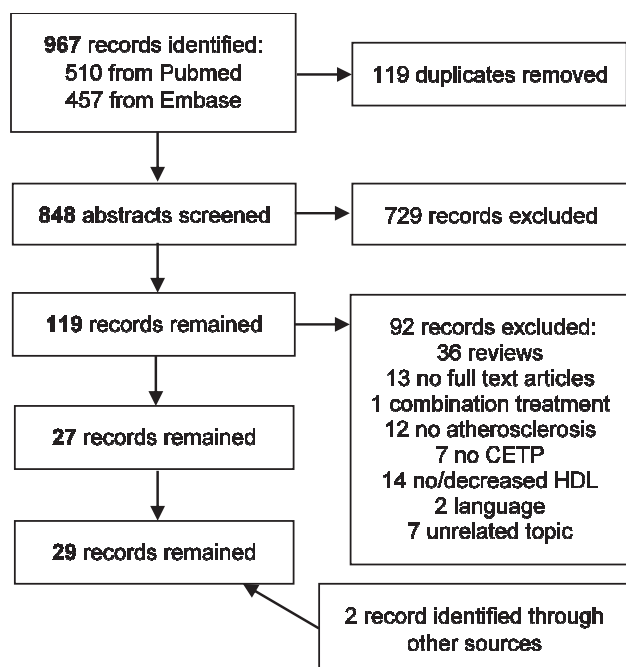 967 records identified:
510 from Pubmed
457 from Embase
119 duplicates removed
848 abstracts screened
729 records excluded
119 records remained
92 records excluded:
36 reviews
13 no full text articles
1 combination treatment
12 no atherosclerosis
7 no CETP
14 no/decreased HDL
2 language
7 unrelated topic
27 records remained
29 records remained
2 record identified through
other sources